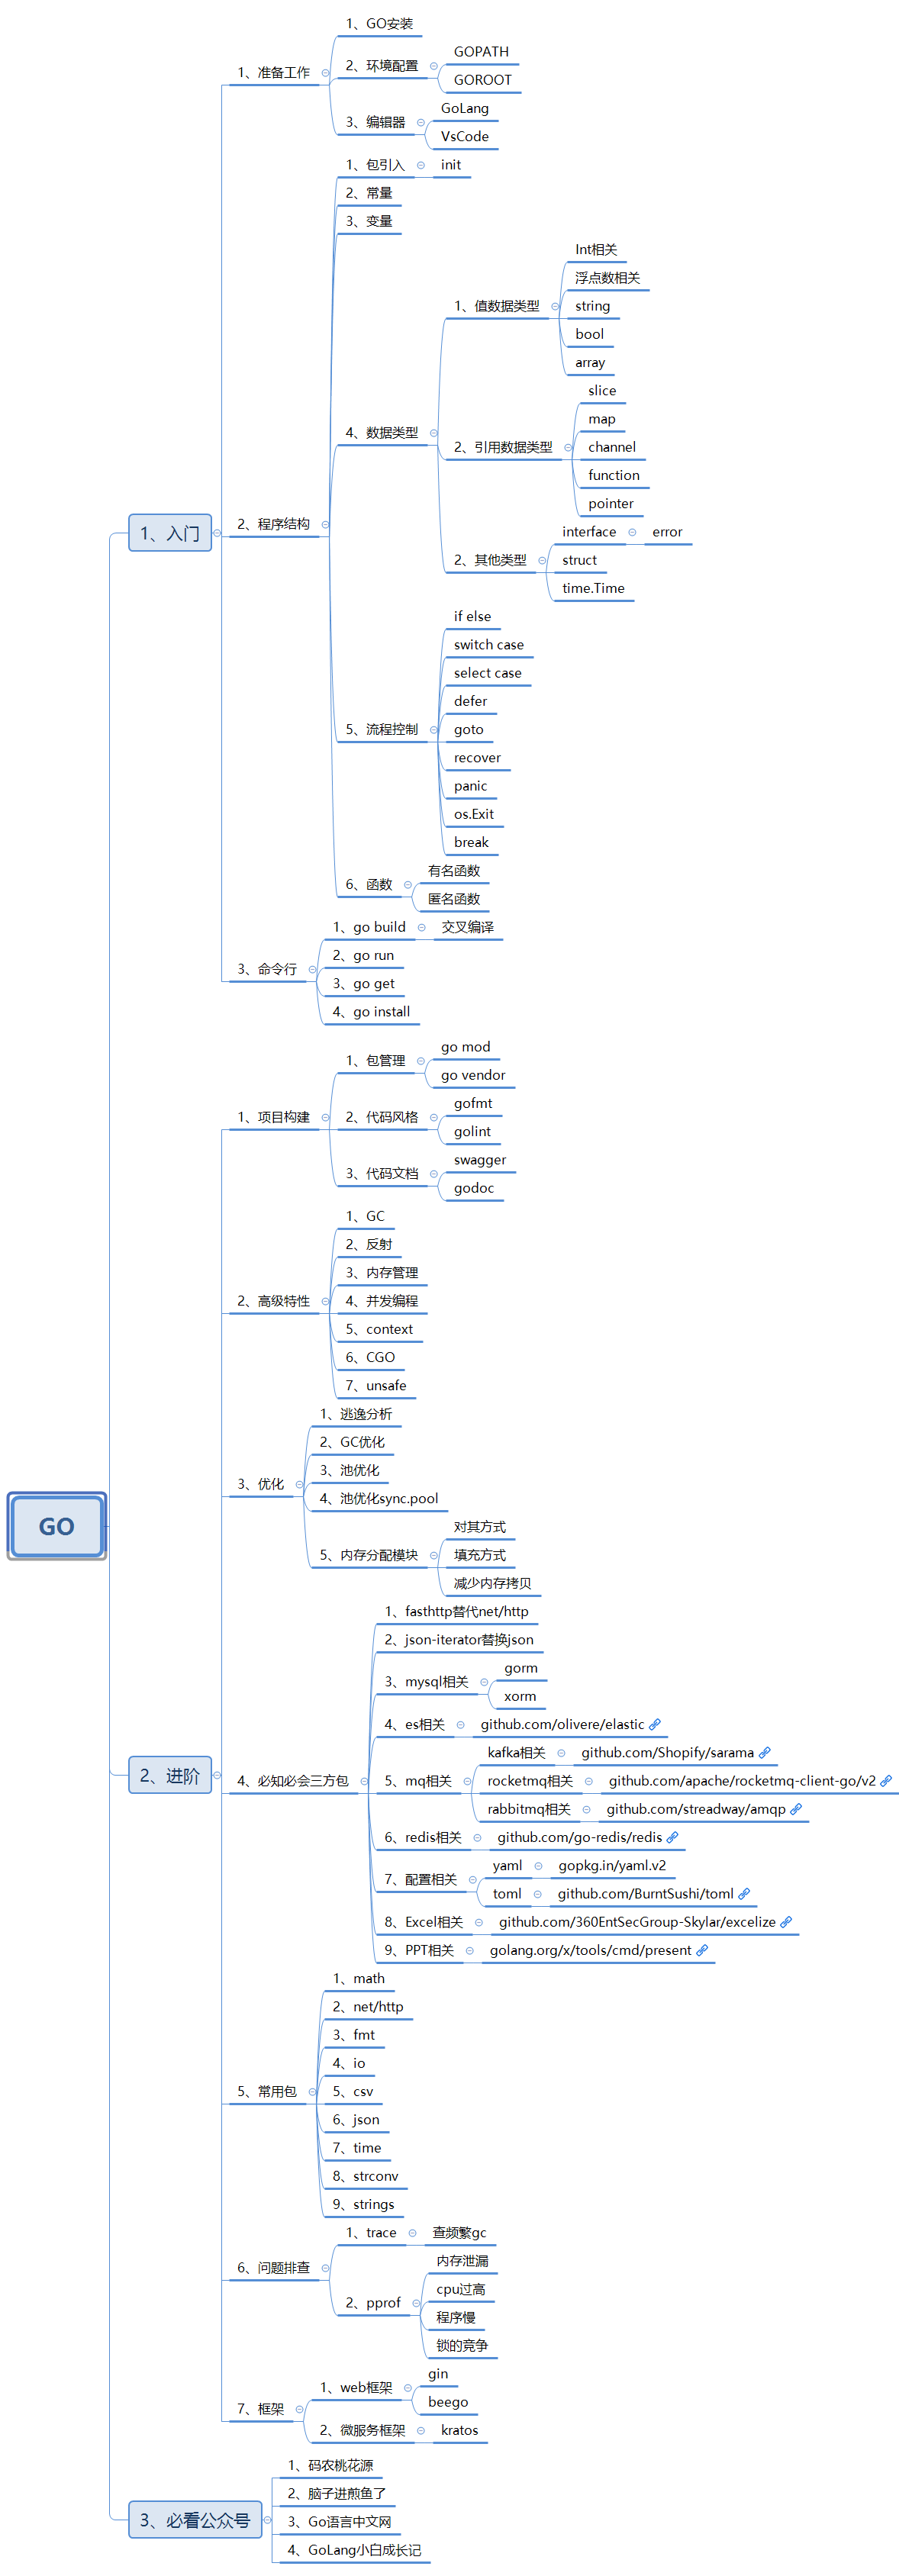 GO
1、入门
1、准备工作
1、GO安装
2、环境配置
GOPATH
GOROOT
3、编辑器
GoLang
VsCode
2、程序结构
1、包引入
init
2、常量
3、变量
4、数据类型
1、值数据类型
Int相关
浮点数相关
string
bool
array
2、引用数据类型
slice
map
channel
function
pointer
2、其他类型
interface
error
struct
time.Time
5、流程控制
if else
switch case
select case
defer
goto
recover
panic
os.Exit
break
6、函数
有名函数
匿名函数
3、命令行
1、go build
交叉编译
2、go run
3、go get
4、go install
2、进阶
1、项目构建
1、包管理
go mod
go vendor
2、代码风格
gofmt
golint
3、代码文档
swagger
godoc
2、高级特性
1、GC
2、反射
3、内存管理
4、并发编程
5、context
6、CGO
7、unsafe
3、优化
1、逃逸分析
2、GC优化
3、池优化
4、池优化sync.pool
5、内存分配模块
对其方式
填充方式
减少内存拷贝
4、必知必会三方包
1、fasthttp替代net/http
2、json-iterator替换json
3、mysql相关
gorm
xorm
4、es相关
github.com/olivere/elastic
5、mq相关
kafka相关
github.com/Shopify/sarama
rocketmq相关
github.com/apache/rocketmq-client-go/v2
rabbitmq相关
github.com/streadway/amqp
6、redis相关
github.com/go-redis/redis
7、配置相关
yaml
gopkg.in/yaml.v2
toml
github.com/BurntSushi/toml
8、Excel相关
github.com/360EntSecGroup-Skylar/excelize
9、PPT相关
golang.org/x/tools/cmd/present
5、常用包
1、math
2、net/http
3、fmt
4、io
5、csv
6、json
7、time
8、strconv
9、strings
6、问题排查
1、trace
查频繁gc
2、pprof
内存泄漏
cpu过高
程序慢
锁的竞争
7、框架
1、web框架
gin
beego
2、微服务框架
kratos
3、必看公众号
1、码农桃花源
2、脑子进煎鱼了
3、Go语言中文网
4、GoLang小白成长记